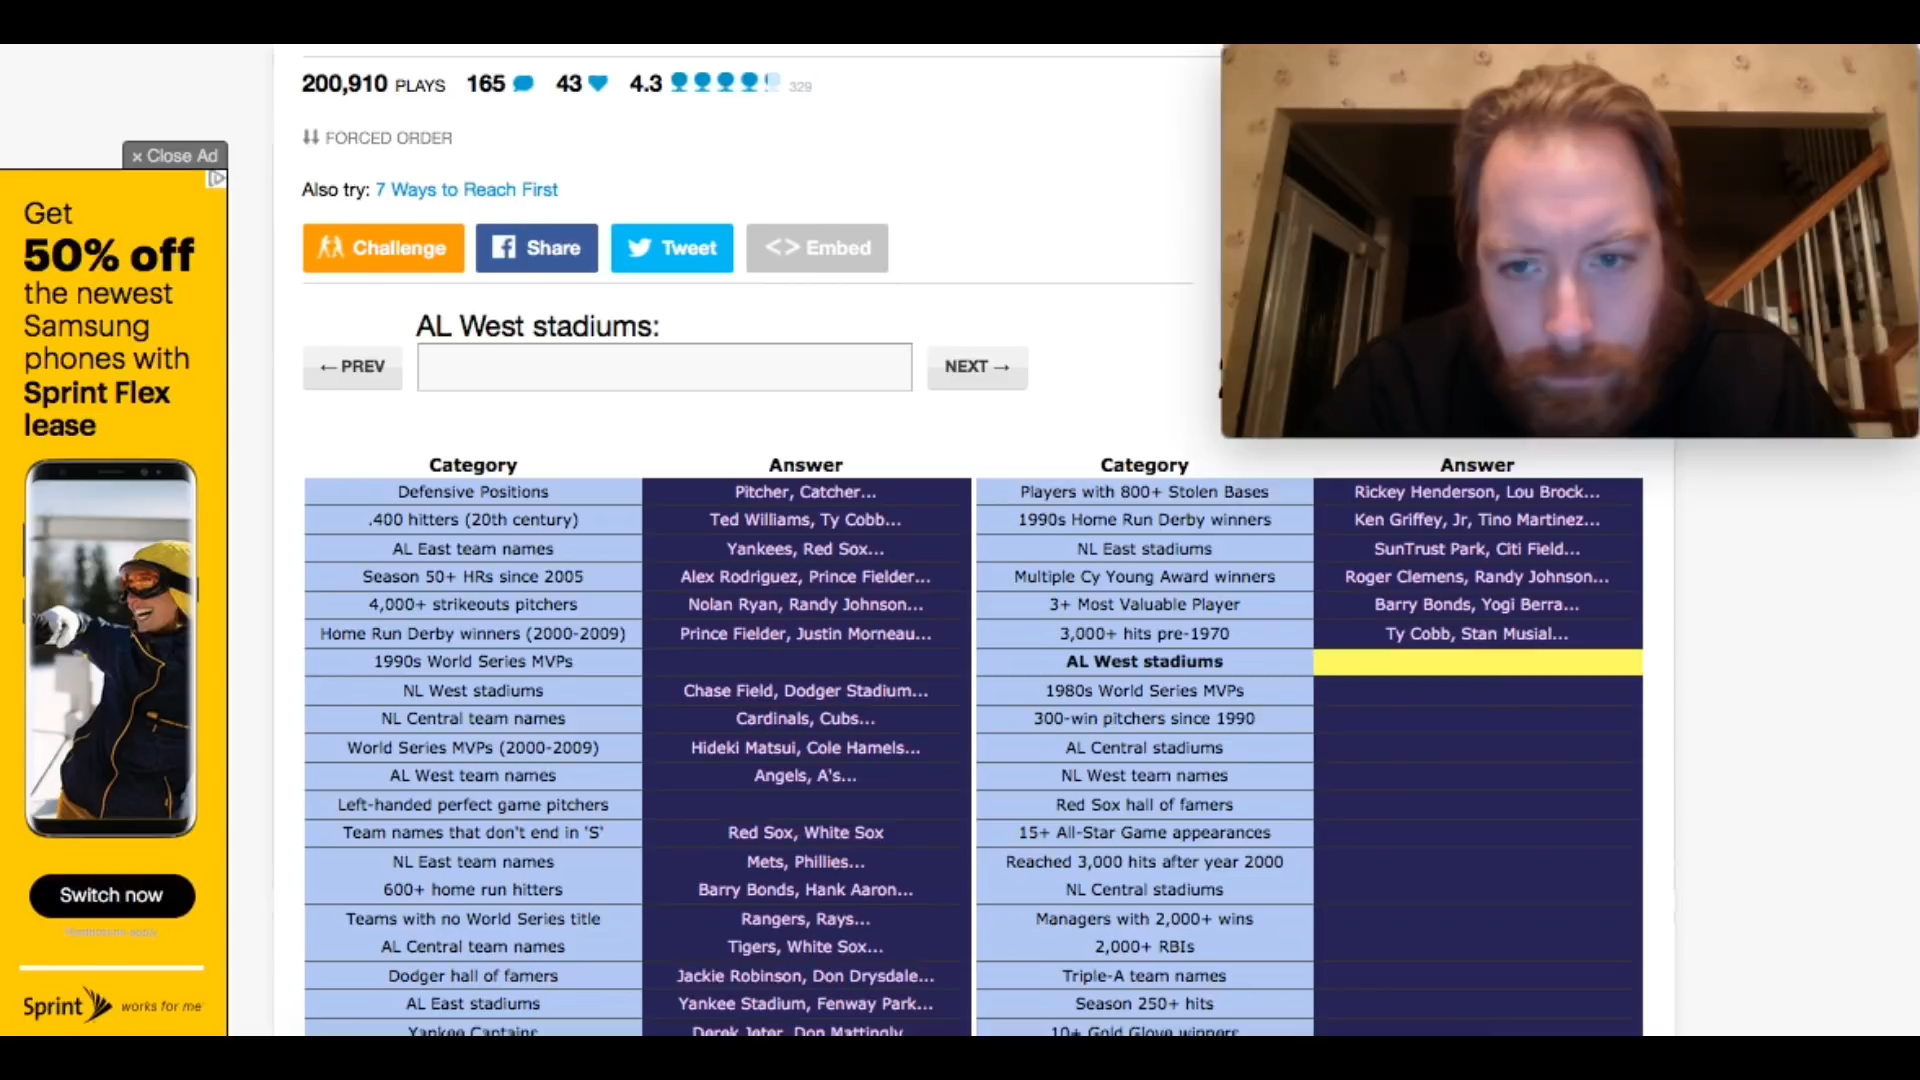 200,910 PLAYS 165 43 4.3 329
FORCED ORDER
Also try: 7 Ways to Reach First
Challenge Share Tweet <> Embed
AL West stadiums:
← PREV NEXT →
× Close Ad
Get
50% off
the newest
Samsung
phones with
Sprint Flex
lease
Switch now
Sprint works for me
Category Answer Category Answer
Defensive Positions Pitcher, Catcher... Players with 800+ Stolen Bases Rickey Henderson, Lou Brock...
.400 hitters (20th century) Ted Williams, Ty Cobb... 1990s Home Run Derby winners Ken Griffey, Jr, Tino Martinez...
AL East team names Yankees, Red Sox... NL East stadiums SunTrust Park, Citi Field...
Season 50+ HRs since 2005 Alex Rodriguez, Prince Fielder... Multiple Cy Young Award winners Roger Clemens, Randy Johnson...
4,000+ strikeouts pitchers Nolan Ryan, Randy Johnson... 3+ Most Valuable Player Barry Bonds, Yogi Berra...
Home Run Derby winners (2000-2009) Prince Fielder, Justin Morneau... 3,000+ hits pre-1970 Ty Cobb, Stan Musial...
1990s World Series MVPs AL West stadiums
NL West stadiums Chase Field, Dodger Stadium... 1980s World Series MVPs
NL Central team names Cardinals, Cubs... 300-win pitchers since 1990
World Series MVPs (2000-2009) Hideki Matsui, Cole Hamels... AL Central stadiums
AL West team names Angels, A's... NL West team names
Left-handed perfect game pitchers Red Sox hall of famers
Team names that don't end in 'S' Red Sox, White Sox 15+ All-Star Game appearances
NL East team names Mets, Phillies... Reached 3,000 hits after year 2000
600+ home run hitters Barry Bonds, Hank Aaron... NL Central stadiums
Teams with no World Series title Rangers, Rays... Managers with 2,000+ wins
AL Central team names Tigers, White Sox... 2,000+ RBIs
Dodger hall of famers Jackie Robinson, Don Drysdale... Triple-A team names
AL East stadiums Yankee Stadium, Fenway Park... Season 250+ hits
Yankee Captains Derek Jeter, Don Mattingly 10+ Gold Glove winners